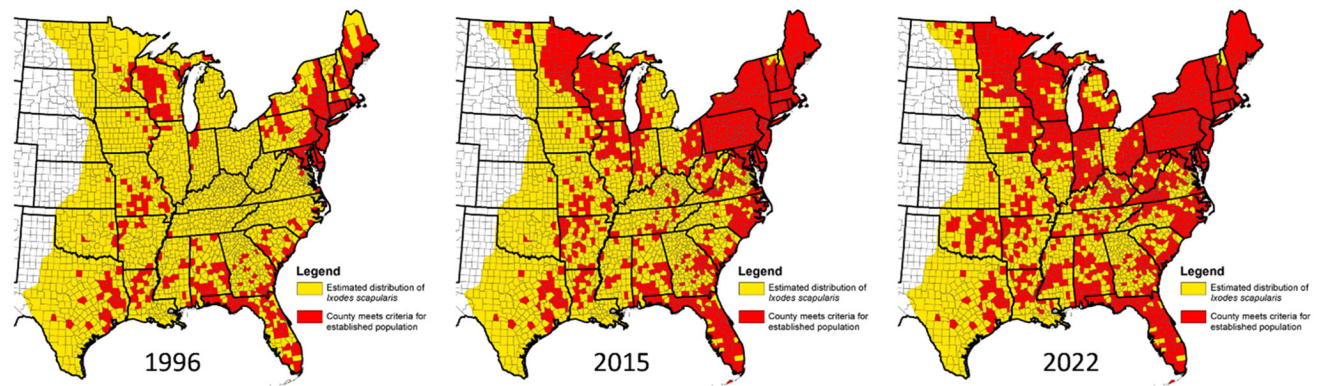 Legend
Estimated distribution of
Ixodes scapularis
County meets criteria for
established population
1996
Legend
Estimated distribution of
Ixodes scapularis
County meets criteria for
established population
2015
Legend
Estimated distribution of
Ixodes scapularis
County meets criteria for
established population
2022